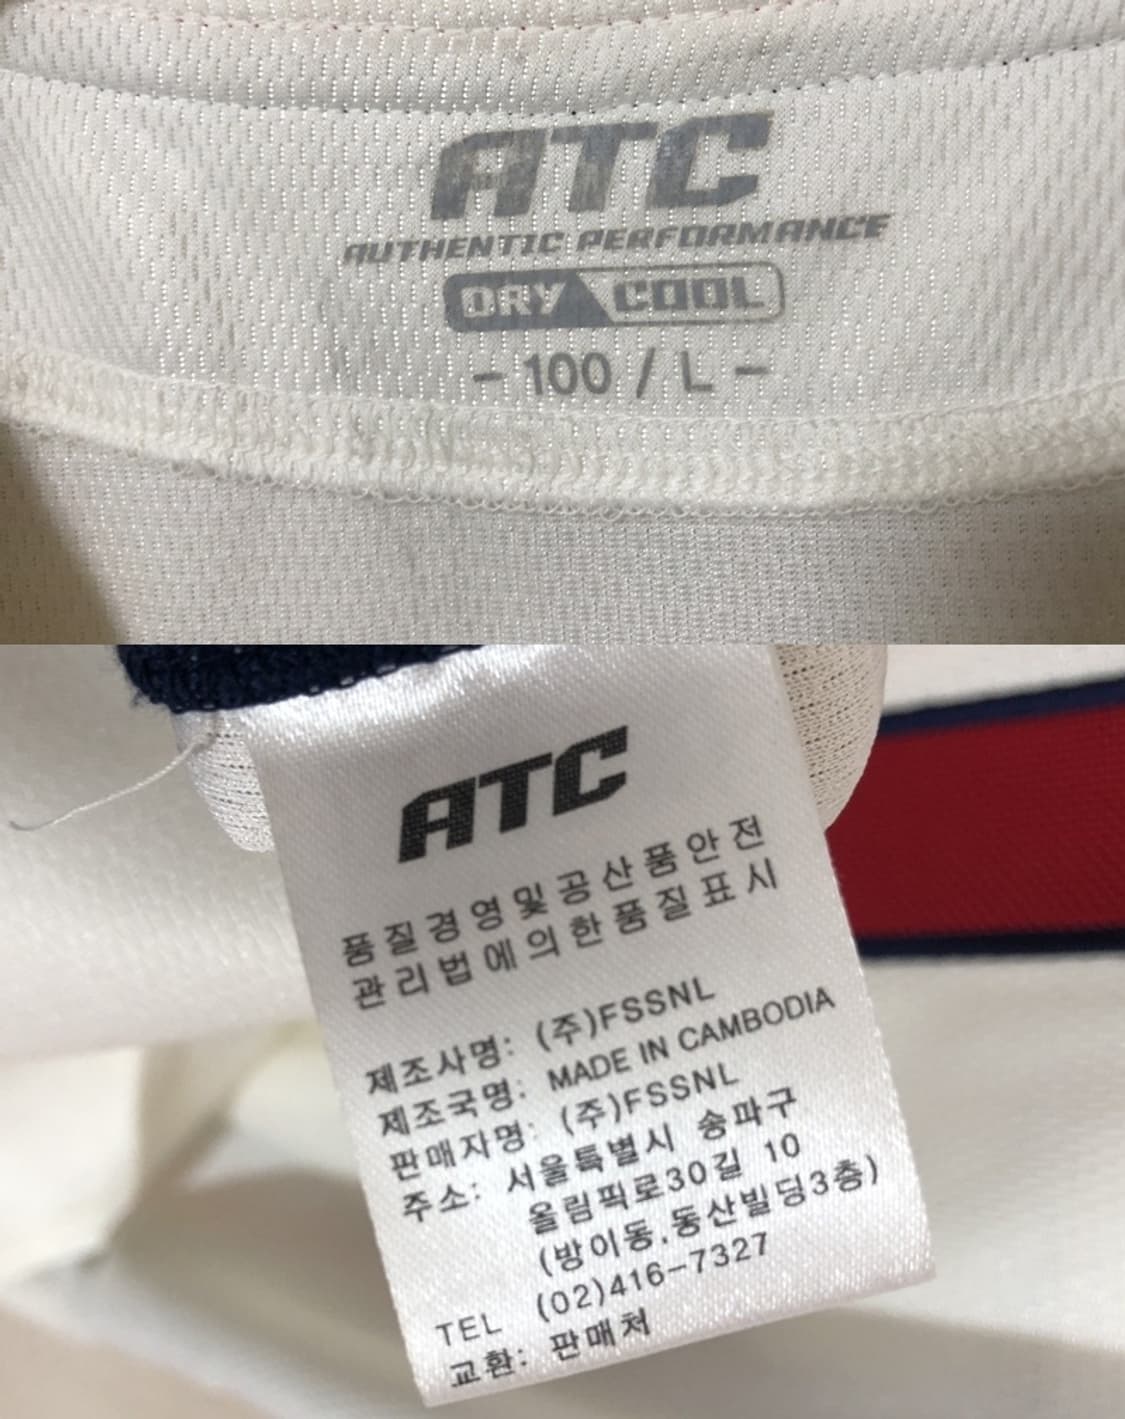 ATC
AUTHENTIC PERFORMANCE
DRY COOL
- 100 / L -
ATC
품질경영및공산품안전
관리법에의한품질표시
제조사명: (주)FSSNL
제조국명: MADE IN CAMBODIA
판매자명: (주)FSSNL
주소: 서울특별시 송파구
올림픽로30길 10
(방이동.동산빌딩3층)
TEL (02)416-7327
교환: 판매처